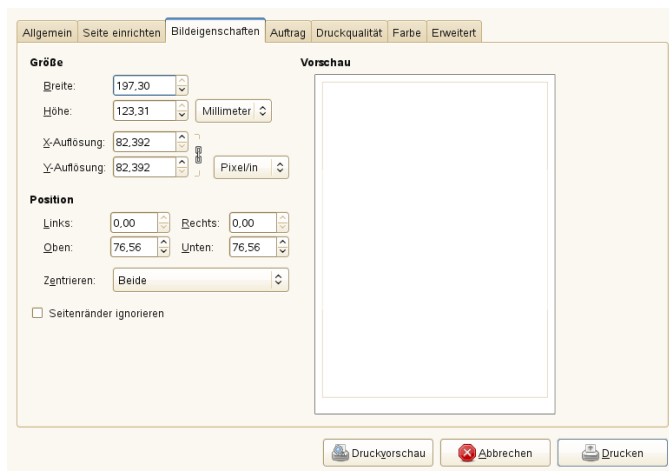 Allgemein Seite einrichten Bildeigenschaften Auftrag Druckqualität Farbe Erweitert
Größe
Breite: 197,30
Höhe: 123,31 Millimeter
X-Auflösung: 82,392
Y-Auflösung: 82,392 Pixel/in
Position
Links: 0,00 Rechts: 0,00
Oben: 76,56 Unten: 76,56
Zentrieren: Beide
Seitenränder ignorieren
Vorschau
Druckvorschau Abbrechen Drucken